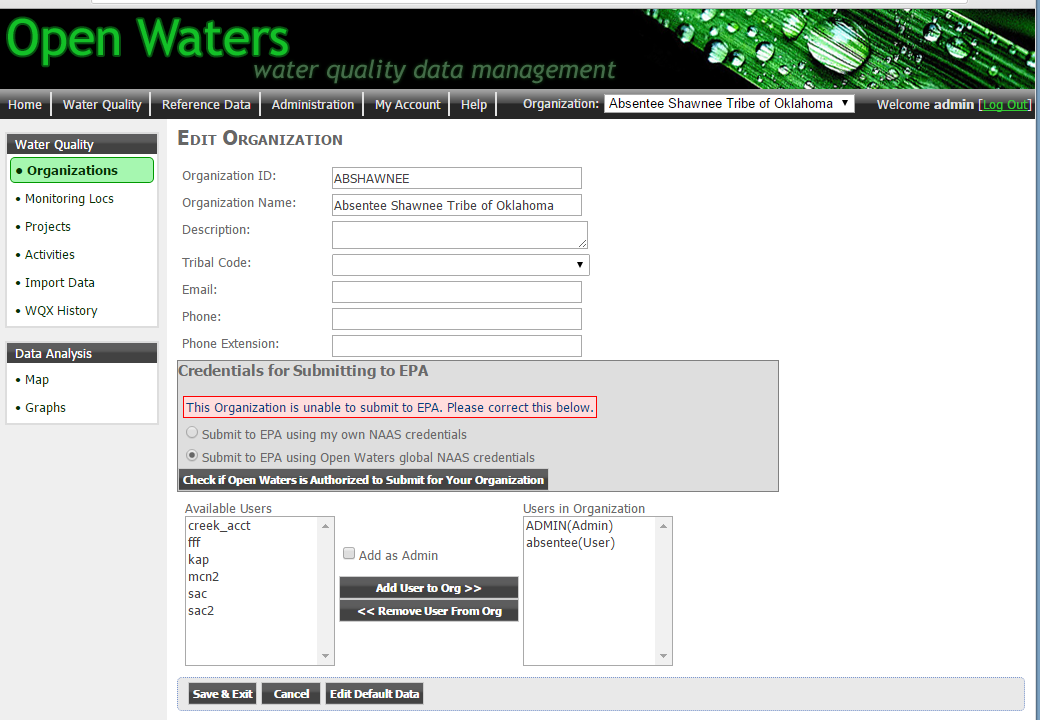 Open Waters
water quality data management
Home Water Quality Reference Data Administration My Account Help Organization: Absentee Shawnee Tribe of Oklahoma Welcome admin [Log Out]
Water Quality
• Organizations
• Monitoring Locs
• Projects
• Activities
• Import Data
• WQX History
Data Analysis
• Map
• Graphs
Edit Organization
Organization ID: ABSHAWNEE
Organization Name: Absentee Shawnee Tribe of Oklahoma
Description:
Tribal Code:
Email:
Phone:
Phone Extension:
Credentials for Submitting to EPA
This Organization is unable to submit to EPA. Please correct this below.
Submit to EPA using my own NAAS credentials
Submit to EPA using Open Waters global NAAS credentials
Check if Open Waters is Authorized to Submit for Your Organization
Available Users
creek_acct
fff
kap
mcn2
sac
sac2
Add as Admin
Add User to Org >>
<< Remove User From Org
Users in Organization
ADMIN(Admin)
absentee(User)
Save & Exit Cancel Edit Default Data